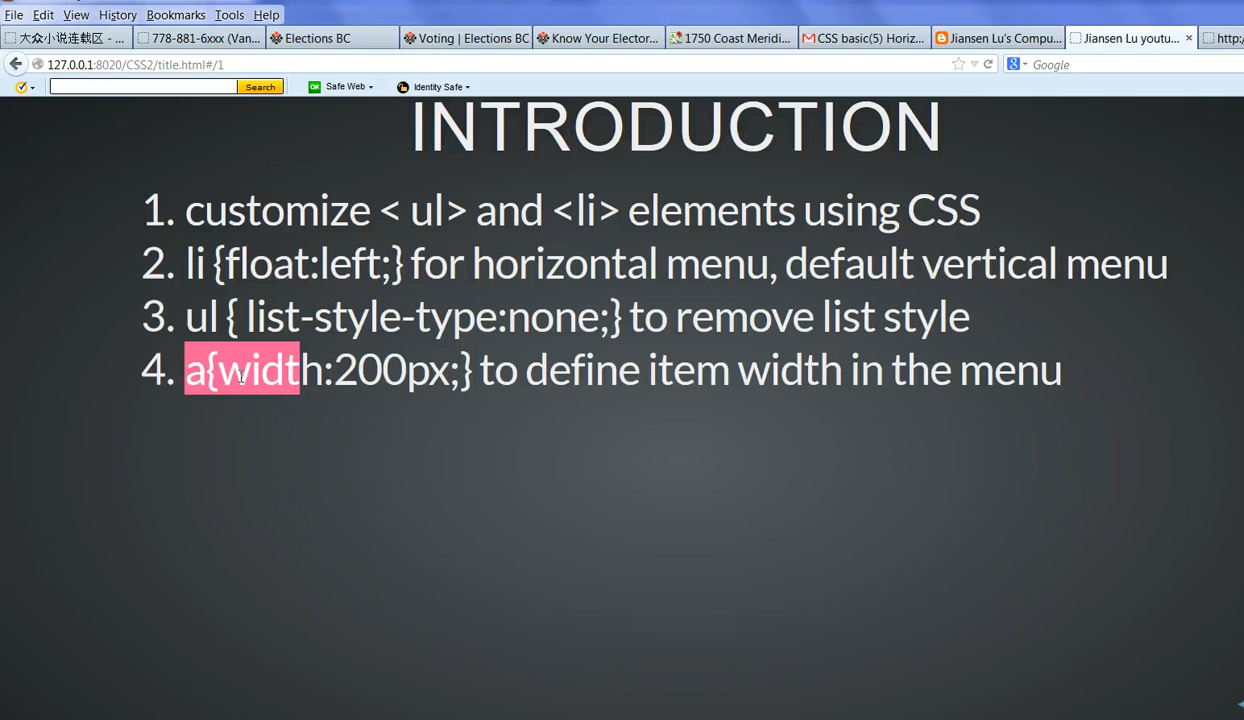 File Edit View History Bookmarks Tools Help
大众小说连载区 - ... 778-881-6xxx (Van... Elections BC Voting | Elections BC Know Your Elector... 1750 Coast Meridi... CSS basic(5) Horiz... Jiansen Lu's Compu... Jiansen Lu youtu... × http:
127.0.0.1:8020/CSS2/title.html#/1 Google
Search Safe Web Identity Safe
INTRODUCTION
1. customize < ul> and <li> elements using CSS
2. li {float:left;} for horizontal menu, default vertical menu
3. ul { list-style-type:none;} to remove list style
4. a{width:200px;} to define item width in the menu